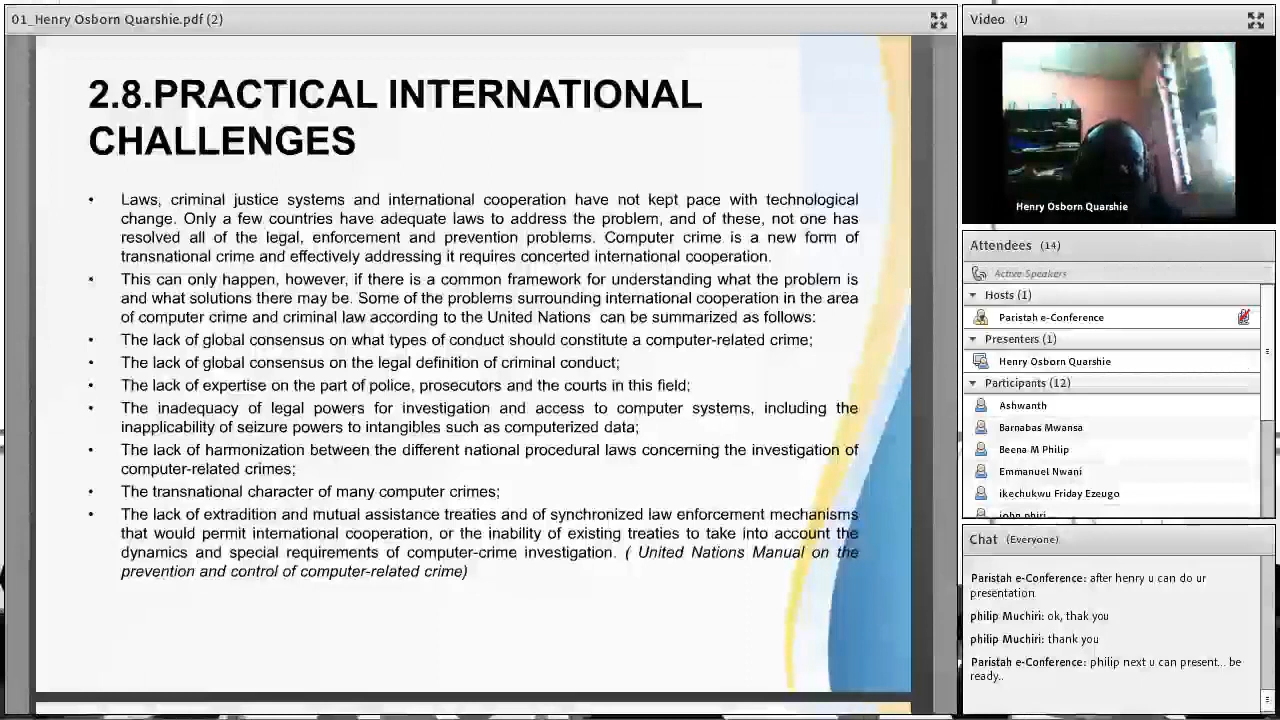 01_Henry Osborn Quarshie.pdf (2)
2.8.PRACTICAL INTERNATIONAL
CHALLENGES
• Laws, criminal justice systems and international cooperation have not kept pace with technological
change. Only a few countries have adequate laws to address the problem, and of these, not one has
resolved all of the legal, enforcement and prevention problems. Computer crime is a new form of
transnational crime and effectively addressing it requires concerted international cooperation.
• This can only happen, however, if there is a common framework for understanding what the problem is
and what solutions there may be. Some of the problems surrounding international cooperation in the area
of computer crime and criminal law according to the United Nations can be summarized as follows:
• The lack of global consensus on what types of conduct should constitute a computer-related crime;
• The lack of global consensus on the legal definition of criminal conduct;
• The lack of expertise on the part of police, prosecutors and the courts in this field;
• The inadequacy of legal powers for investigation and access to computer systems, including the
inapplicability of seizure powers to intangibles such as computerized data;
• The lack of harmonization between the different national procedural laws concerning the investigation of
computer-related crimes;
• The transnational character of many computer crimes;
• The lack of extradition and mutual assistance treaties and of synchronized law enforcement mechanisms
that would permit international cooperation, or the inability of existing treaties to take into account the
dynamics and special requirements of computer-crime investigation. ( United Nations Manual on the
prevention and control of computer-related crime)
Video (1)
Henry Osborn Quarshie
Attendees (14)
Active Speakers
Hosts (1)
Paristah e-Conference
Presenters (1)
Henry Osborn Quarshie
Participants (12)
Ashwanth
Barnabas Mwansa
Beena M Philip
Emmanuel Nwani
ikechukwu Friday Ezeugo
john phiri
Chat (Everyone)
Paristah e-Conference: after henry u can do ur
presentation
philip Muchiri: ok, thak you
philip Muchiri: thank you
Paristah e-Conference: philip next u can present... be
ready..